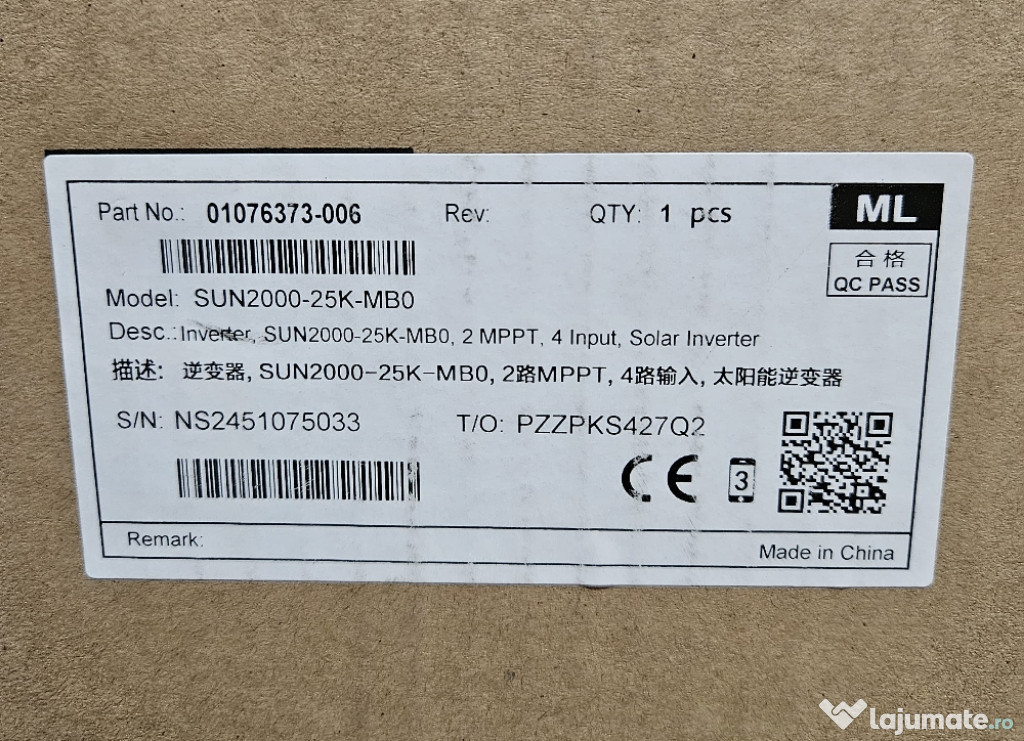 Part No.: 01076373-006 Rev: QTY: 1 pcs ML
合格
QC PASS
Model: SUN2000-25K-MB0
Desc.: Inverter, SUN2000-25K-MB0, 2 MPPT, 4 Input, Solar Inverter
描述: 逆变器, SUN2000-25K-MB0, 2路MPPT, 4路输入, 太阳能逆变器
S/N: NS2451075033 T/O: PZZPKS427Q2
CE 3
Remark:
Made in China
lajumate.ro